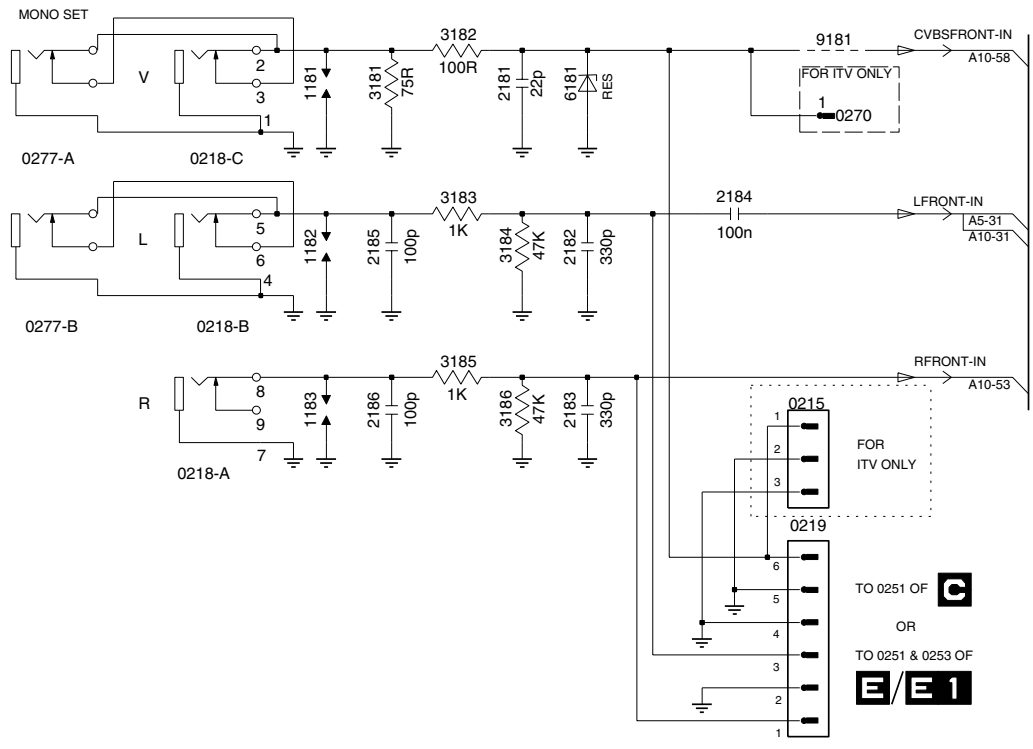 MONO SET
V
0277-A
0218-C
2
3
1
1181
3181
75R
3182
100R
2181
22p
6181
RES
9181
CVBSFRONT-IN
A10-58
FOR ITV ONLY
1
0270
L
0277-B
0218-B
5
6
4
1182
2185
100p
3183
1K
3184
47K
2182
330p
2184
100n
LFRONT-IN
A5-31
A10-31
R
0218-A
8
9
7
1183
2186
100p
3185
1K
3186
47K
2183
330p
RFRONT-IN
A10-53
0215
1
2
3
FOR
ITV ONLY
0219
6
5
4
3
2
1
TO 0251 OF C
OR
TO 0251 & 0253 OF
E/E1